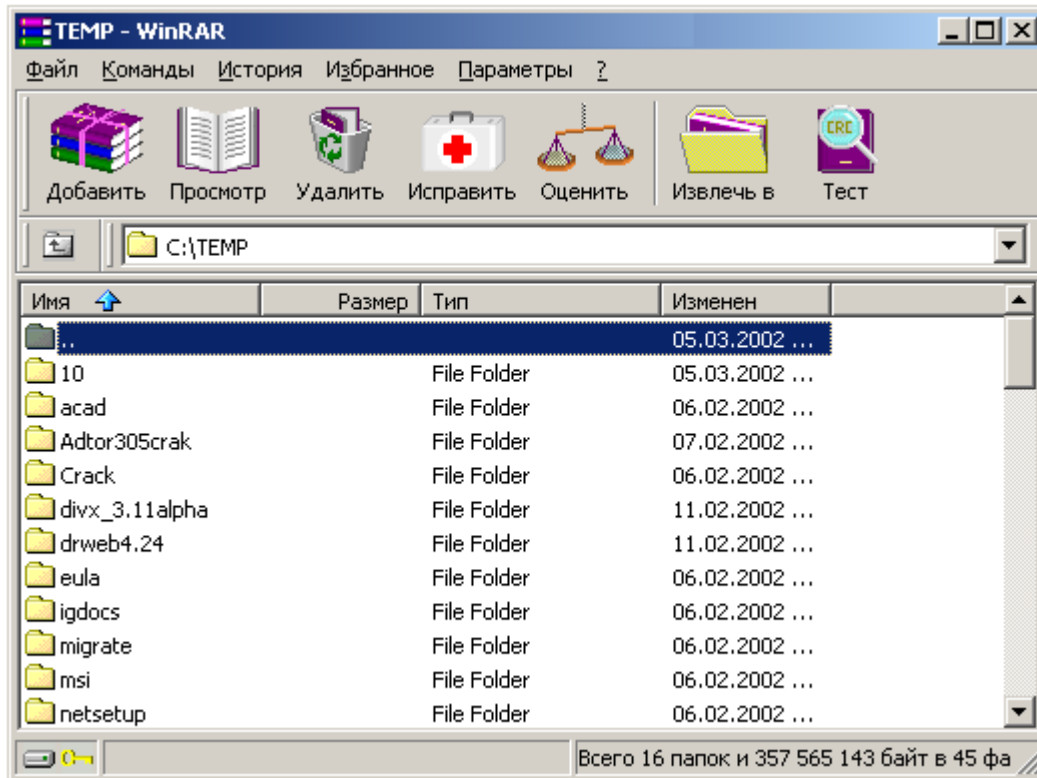 TEMP - WinRAR
Файл Команды История Избранное Параметры ?
CRC
Добавить Просмотр Удалить Исправить Оценить Извлечь в Тест
C:\TEMP
Имя Размер Тип Изменен
.. 05.03.2002 ...
10 File Folder 05.03.2002 ...
acad File Folder 06.02.2002 ...
Adtor305crak File Folder 07.02.2002 ...
Crack File Folder 06.02.2002 ...
divx_3.11alpha File Folder 11.02.2002 ...
drweb4.24 File Folder 11.02.2002 ...
eula File Folder 06.02.2002 ...
igdocs File Folder 06.02.2002 ...
migrate File Folder 06.02.2002 ...
msi File Folder 06.02.2002 ...
netsetup File Folder 06.02.2002 ...
Всего 16 папок и 357 565 143 байт в 45 фа